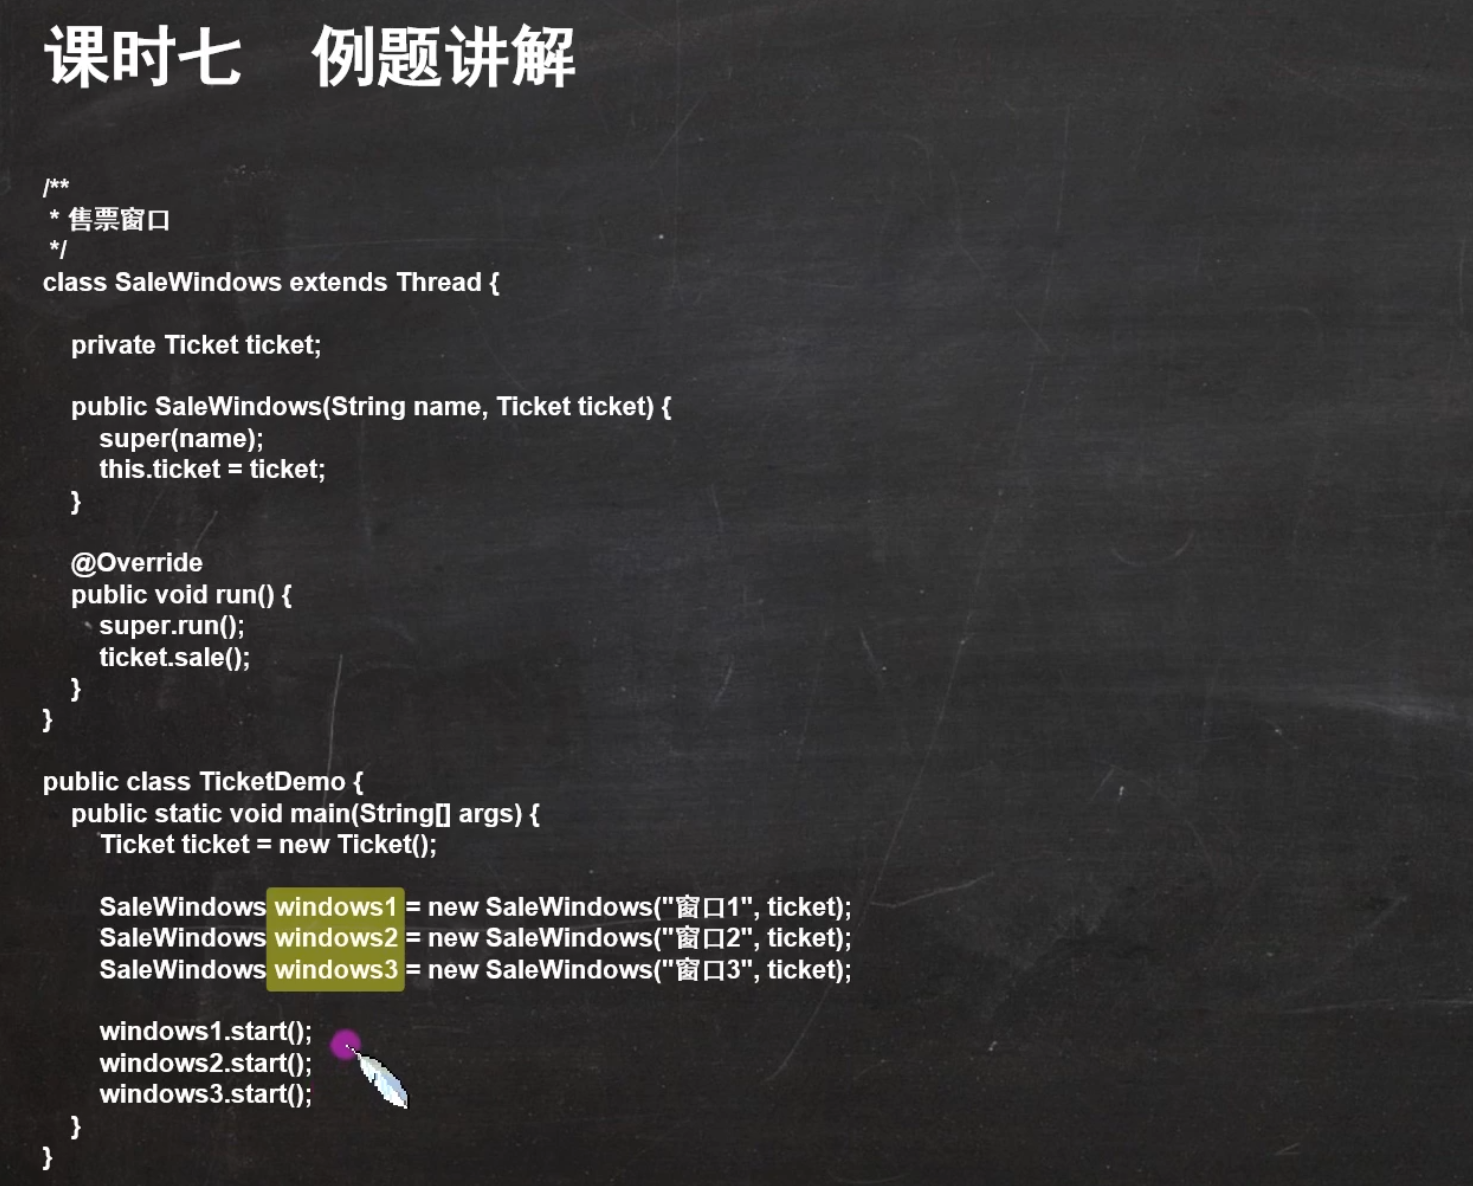 课时七 例题讲解
/**
* 售票窗口
*/
class SaleWindows extends Thread {
private Ticket ticket;
public SaleWindows(String name, Ticket ticket) {
super(name);
this.ticket = ticket;
}
@Override
public void run() {
super.run();
ticket.sale();
}
}
public class TicketDemo {
public static void main(String[] args) {
Ticket ticket = new Ticket();
SaleWindows windows1 = new SaleWindows("窗口1", ticket);
SaleWindows windows2 = new SaleWindows("窗口2", ticket);
SaleWindows windows3 = new SaleWindows("窗口3", ticket);
windows1.start();
windows2.start();
windows3.start();
}
}